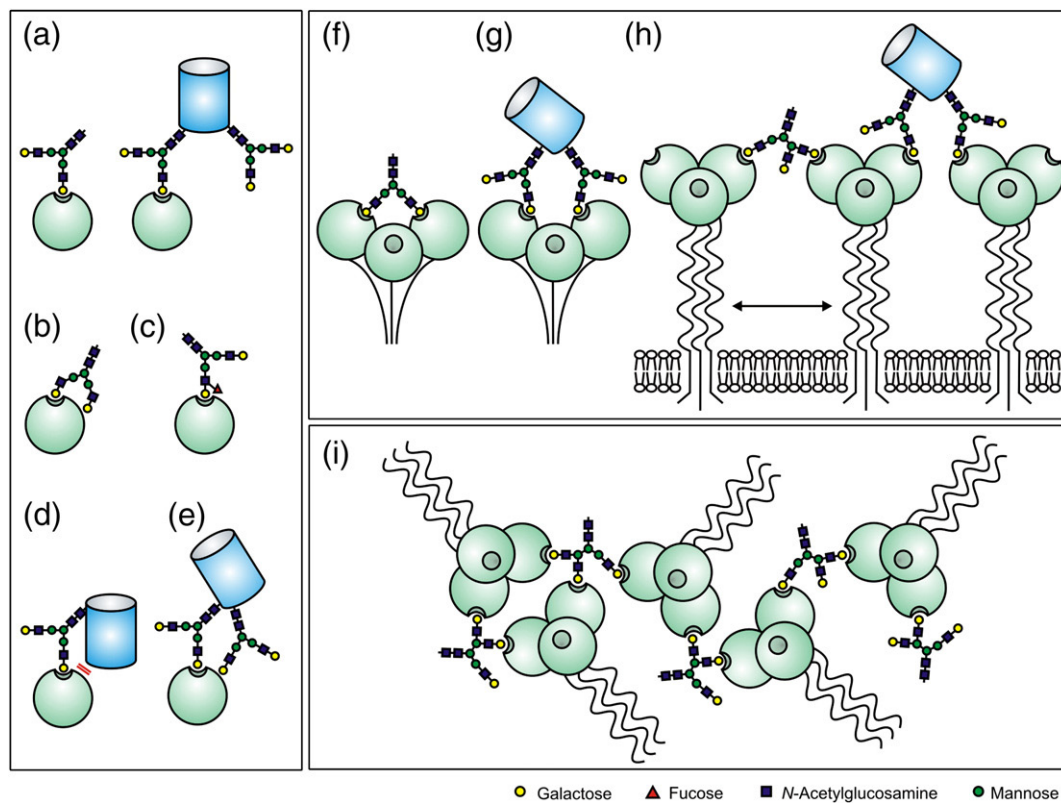 (a)
(b)
(c)
(d)
(e)
(f)
(g)
(h)
(i)
Galactose
Fucose
N-Acetylglucosamine
Mannose